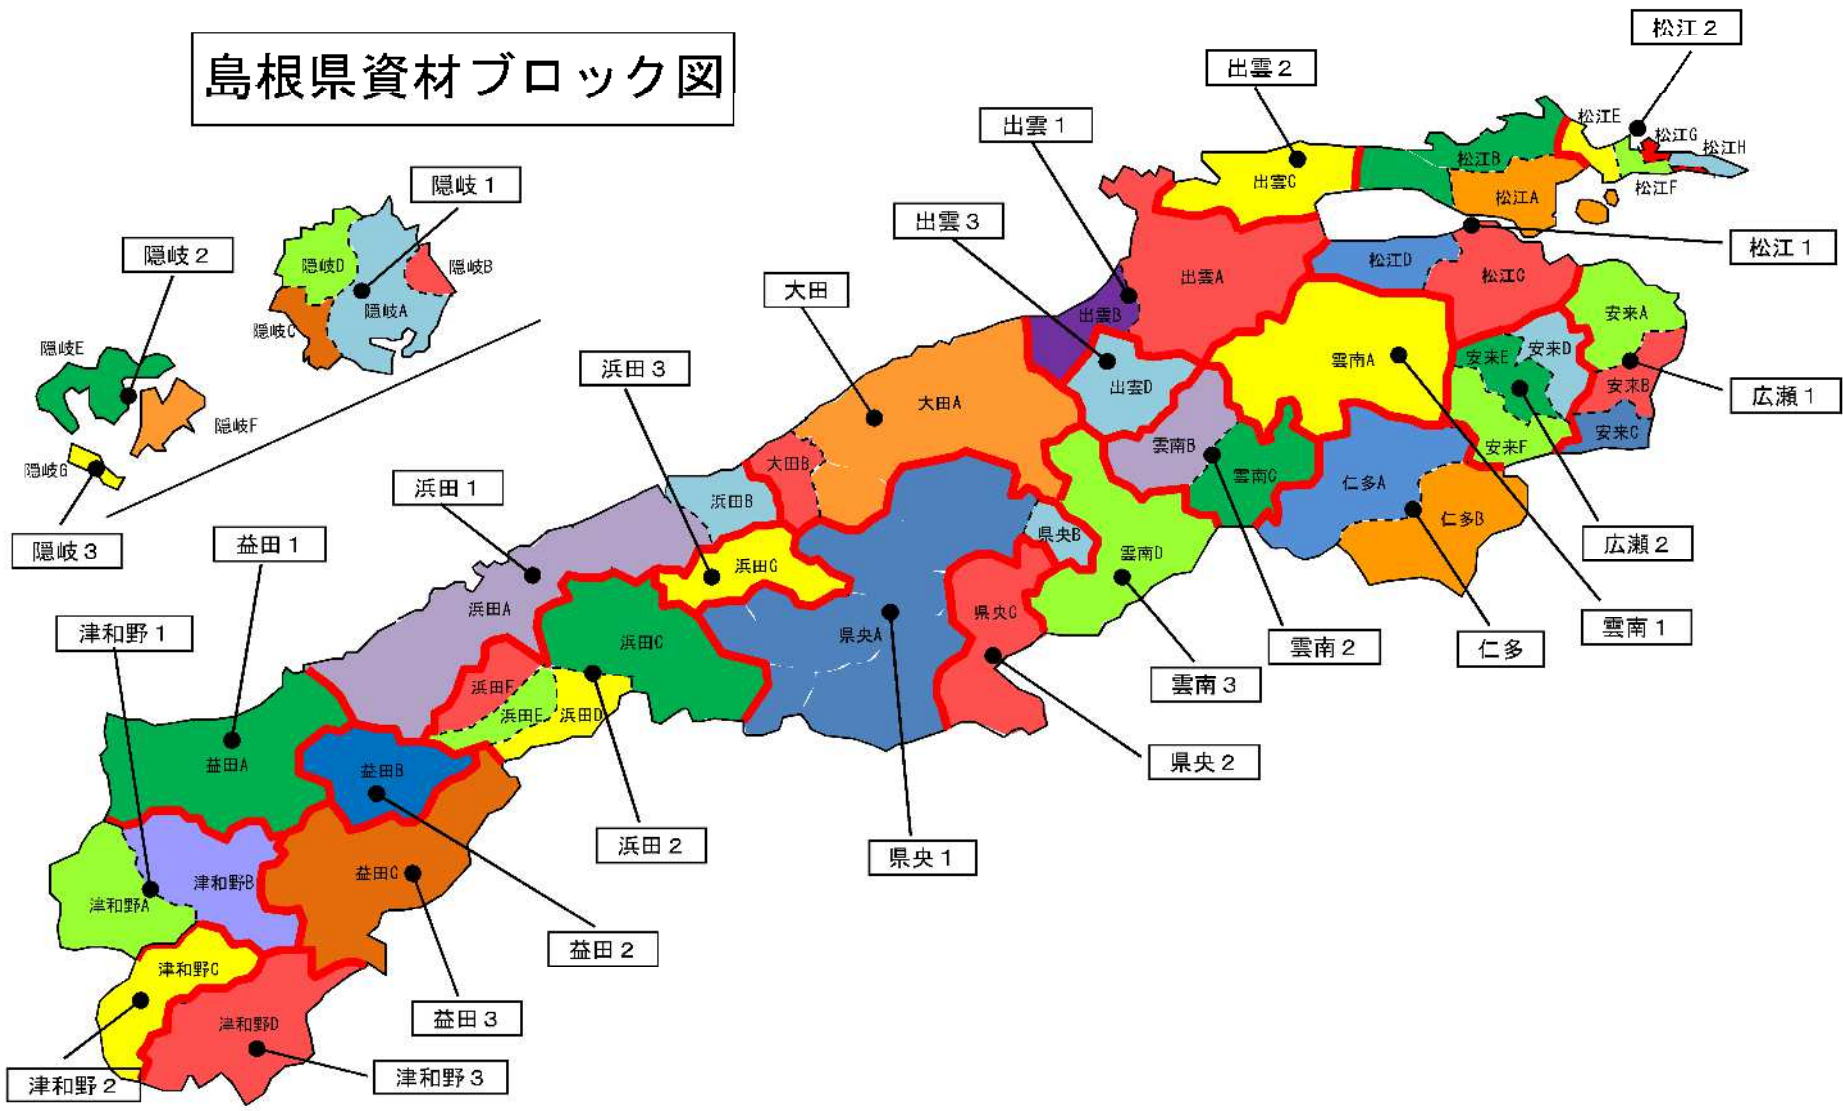 島根県資材ブロック図
松江２
出雲２
出雲１
松江E
松江G
松江H
松江B
松江F
松江A
出雲C
隠岐１
出雲３
松江１
隠岐２
隠岐D
隠岐B
隠岐A
隠岐C
松江D
松江C
出雲A
大田
出雲B
安来A
隠岐E
浜田３
安来D
安来E
雲南A
出雲D
安来B
広瀬１
大田A
隠岐F
安来C
安来F
雲南B
大田B
隠岐G
雲南C
仁多A
浜田１
浜田B
仁多B
県央B
雲南D
隠岐３
益田１
広瀬２
浜田G
浜田A
県央C
県央A
浜田C
津和野１
雲南１
雲南２
仁多
雲南３
浜田F
浜田E
浜田D
県央２
益田A
益田B
浜田２
県央１
益田C
津和野B
津和野A
益田２
津和野C
益田３
津和野D
津和野２
津和野３